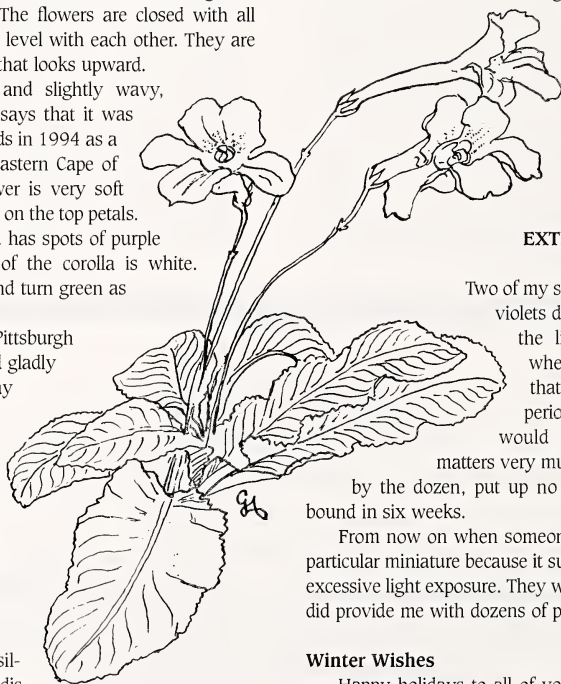 The flowers are closed with all
level with each other. They are
that looks upward.
and slightly wavy,
says that it was
ds in 1994 as a
astern Cape of
ver is very soft
on the top petals.
has spots of purple
of the corolla is white.
nd turn green as
Pittsburgh
gladly
ay
sil-
dis
GA
EXT
Two of my s
violets d
the li
whe
that
perio
would
matters very mu
by the dozen, put up no
bound in six weeks.
From now on when someon
particular miniature because it su
excessive light exposure. They w
did provide me with dozens of p
Winter Wishes
Happy holidays to all of yo